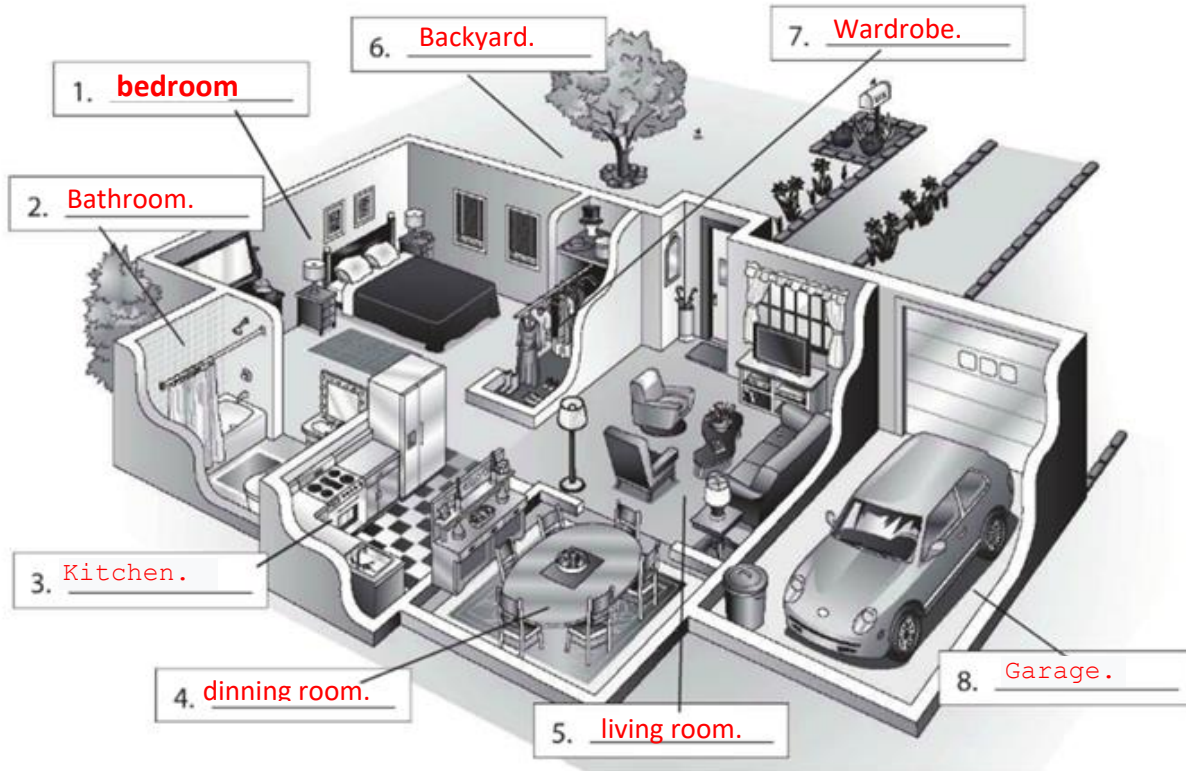 1. bedroom
2. Bathroom.
3. Kitchen.
4. dinning room.
5. living room.
6. Backyard.
7. Wardrobe.
8. Garage.